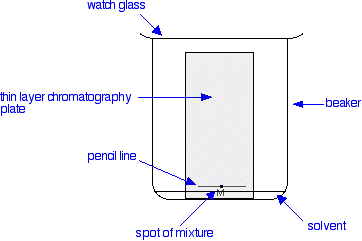 watch glass
thin layer chromatography
plate
beaker
pencil line
M
spot of mixture
solvent